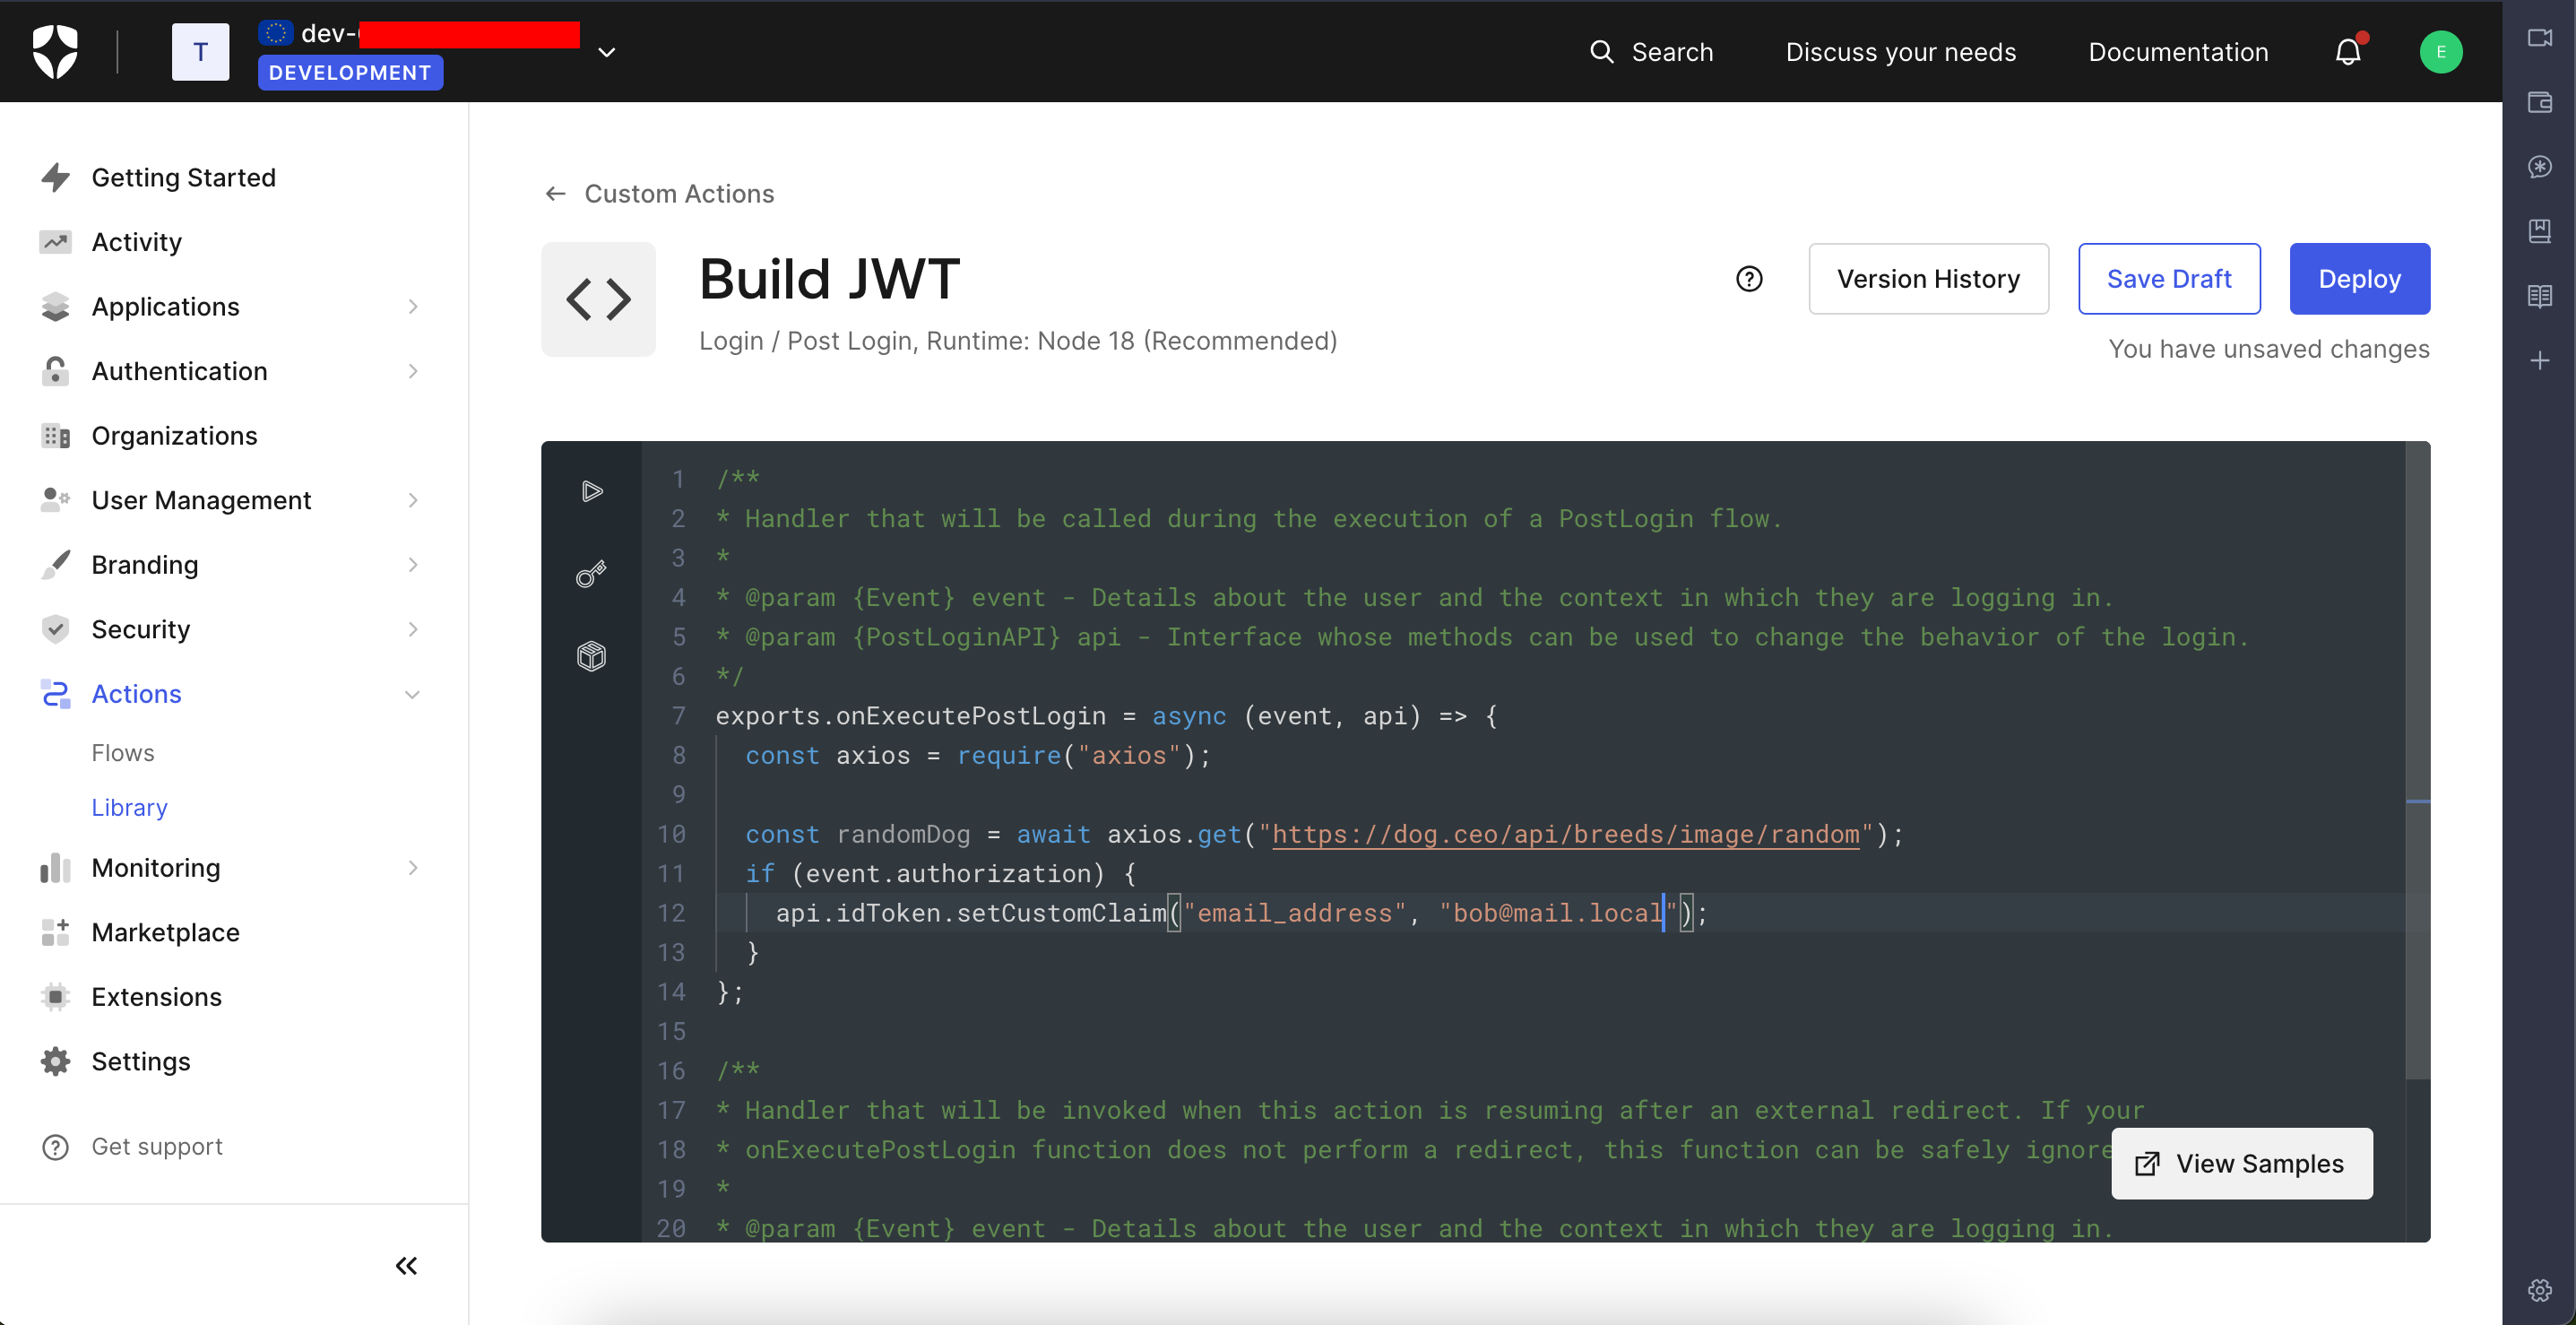 T
dev-
DEVELOPMENT
Search
Discuss your needs
Documentation
E
Getting Started
Activity
Applications
Authentication
Organizations
User Management
Branding
Security
Actions
Flows
Library
Monitoring
Marketplace
Extensions
Settings
Get support
Custom Actions
Build JWT
Login / Post Login, Runtime: Node 18 (Recommended)
Version History
Save Draft
Deploy
You have unsaved changes
1 /**
2 * Handler that will be called during the execution of a PostLogin flow.
3 *
4 * @param {Event} event - Details about the user and the context in which they are logging in.
5 * @param {PostLoginAPI} api - Interface whose methods can be used to change the behavior of the login.
6 */
7 exports.onExecutePostLogin = async (event, api) => {
8 const axios = require("axios");
9
10 const randomDog = await axios.get("https://dog.ceo/api/breeds/image/random");
11 if (event.authorization) {
12 api.idToken.setCustomClaim("email_address", "bob@mail.local");
13 }
14 };
15
16 /**
17 * Handler that will be invoked when this action is resuming after an external redirect. If your
18 * onExecutePostLogin function does not perform a redirect, this function can be safely ignore
19 *
20 * @param {Event} event - Details about the user and the context in which they are logging in.
View Samples